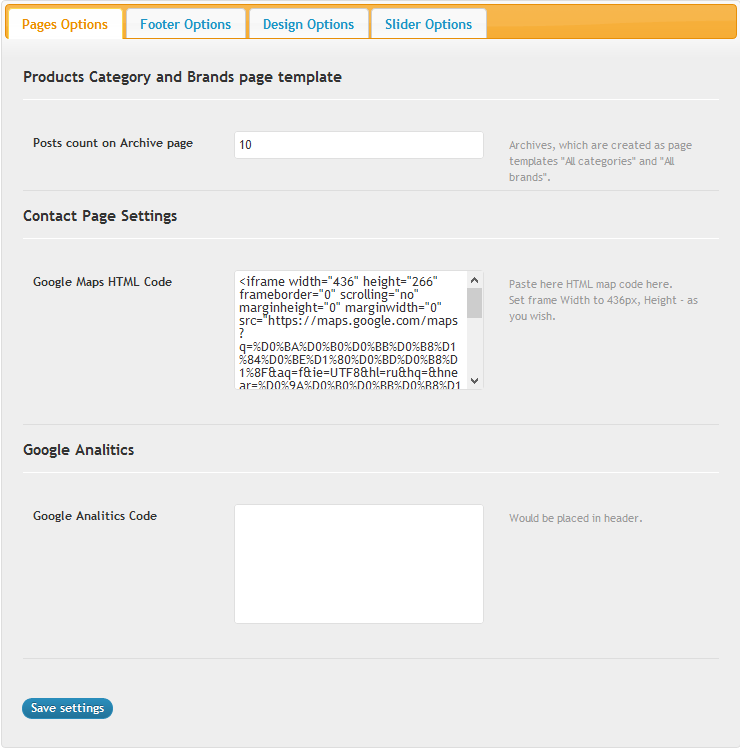 Pages Options Footer Options Design Options Slider Options
Products Category and Brands page template
Posts count on Archive page
10
Archives, which are created as page
templates "All categories" and "All
brands".
Contact Page Settings
Google Maps HTML Code
<iframe width="436" height="266"
frameborder="0" scrolling="no"
marginheight="0" marginwidth="0"
src="https://maps.google.com/maps
?
q=%D0%BA%D0%B0%D0%BB%D0%B8%D1
%84%D0%BE%D1%80%D0%BD%D0%B8%D
1%8F&aq=f&ie=UTF8&hl=ru&hq=&hne
ar=%D0%9A%D0%B0%D0%BB%D0%B8%D1
Paste here HTML map code here.
Set frame Width to 436px, Height - as
you wish.
Google Analitics
Google Analitics Code
Would be placed in header.
Save settings